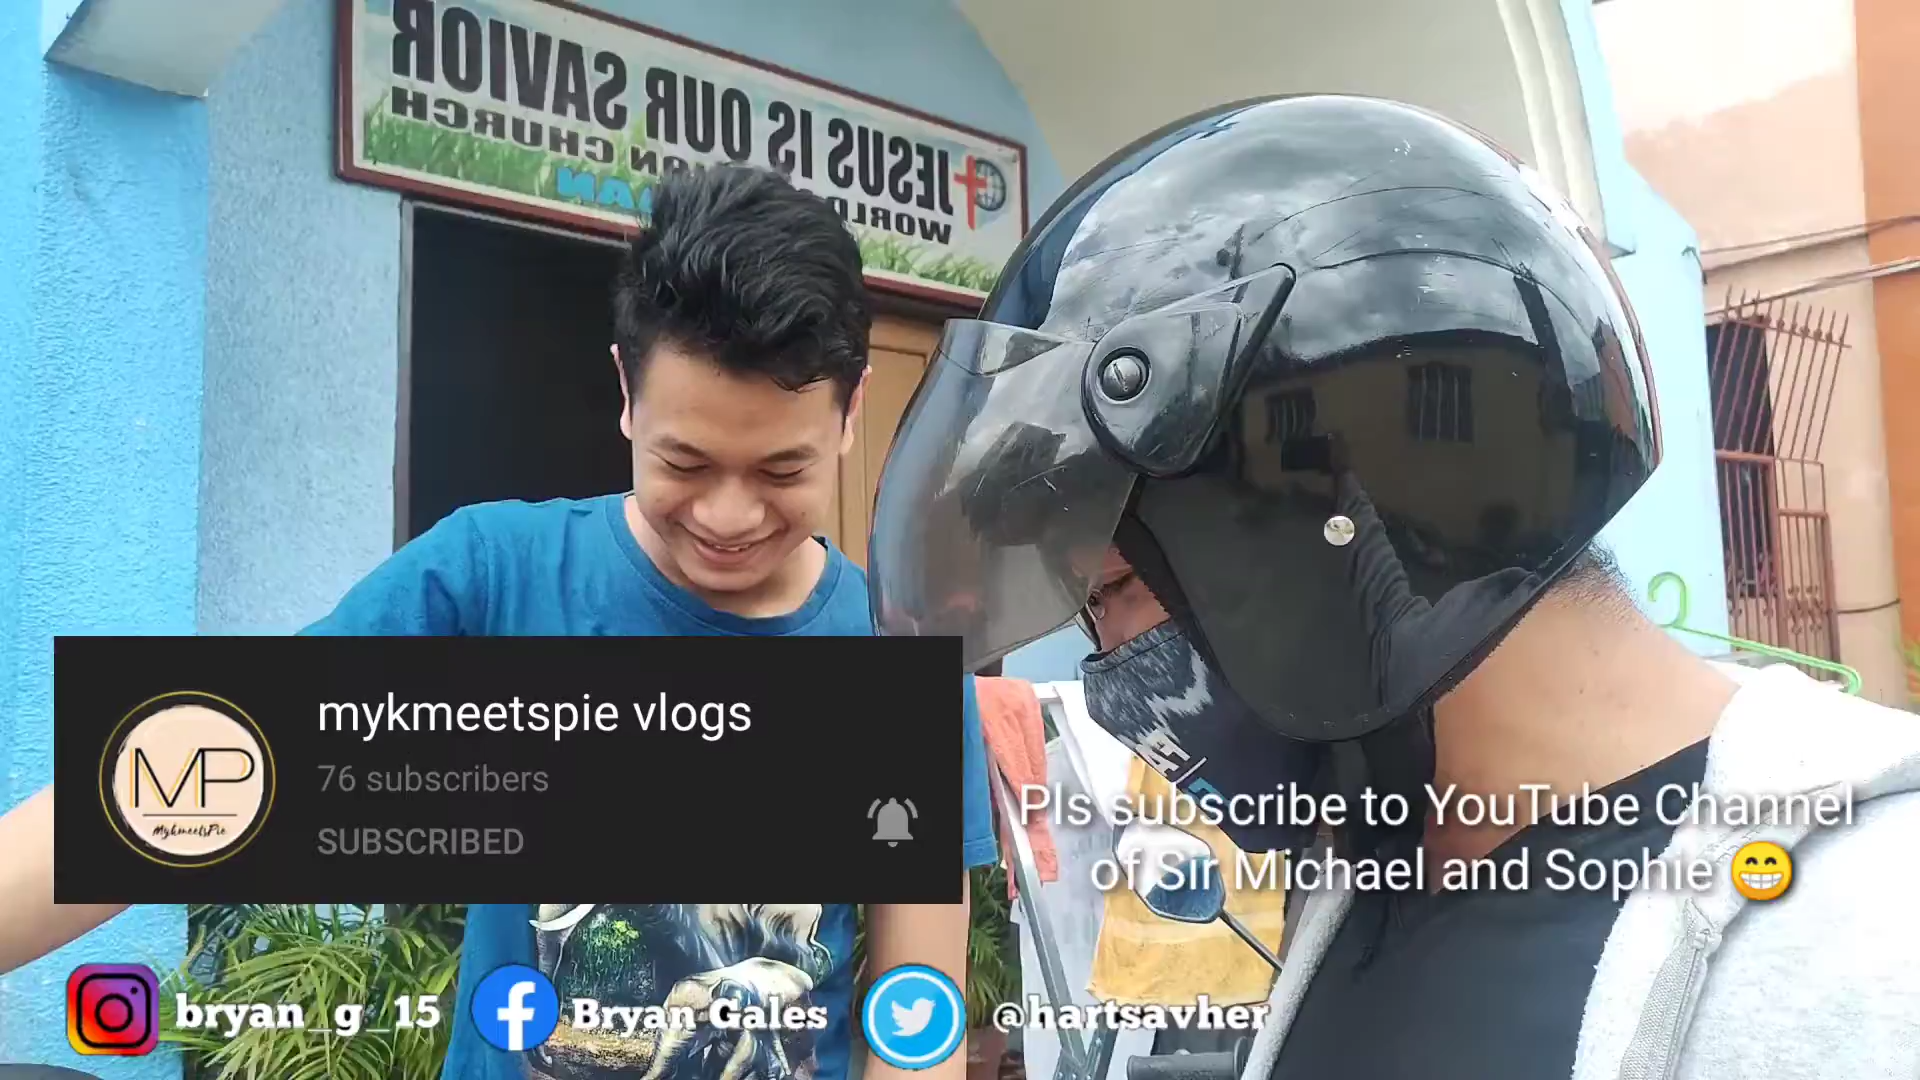 JESUS IS OUR SAVIOR
WORLD
CHURCH
mykmeetspie vlogs
76 subscribers
SUBSCRIBED
MP
MykmeetsPie
Pls subscribe to YouTube Channel
of Sir Michael and Sophie 😁
bryan_g_15
Bryan Gales
@hartsavher